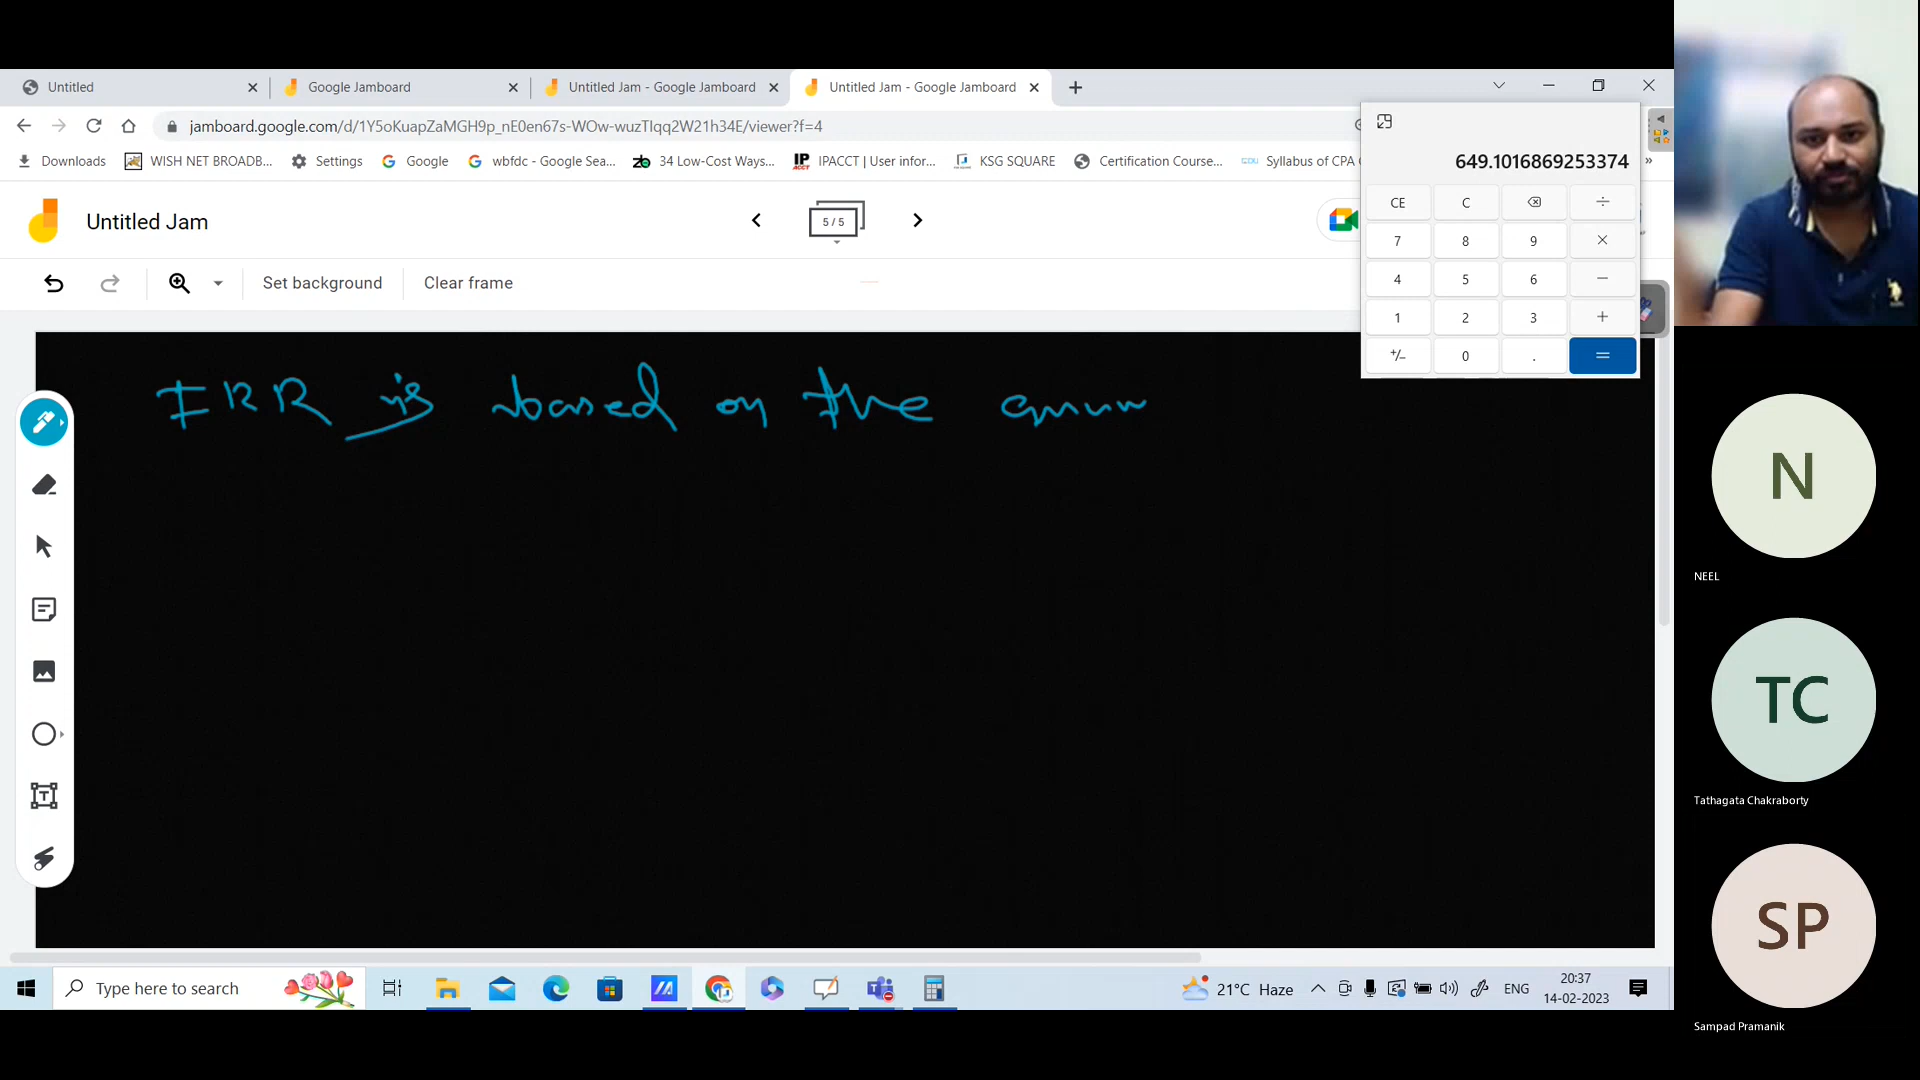 Untitled
Google Jamboard
Untitled Jam - Google Jamboard
Untitled Jam - Google Jamboard
jamboard.google.com/d/1Y5oKuapZaMGH9p_nE0en67s-WOw-wuzTIqq2W21h34E/viewer?f=4
Downloads
WISH NET BROADB...
Settings
Google
wbfdc - Google Sea...
34 Low-Cost Ways...
IPACCT | User infor...
KSG SQUARE
Certification Course...
Syllabus of CPA
»
649.1016869253374
CE C ÷
7 8 9 ×
4 5 6 −
1 2 3 +
+/− 0 . =
Untitled Jam
5 / 5
Set background
Clear frame
IRR is based on the
N
NEEL
TC
Tathagata Chakraborty
SP
Sampad Pramanik
Type here to search
21°C Haze
ENG
20:37
14-02-2023